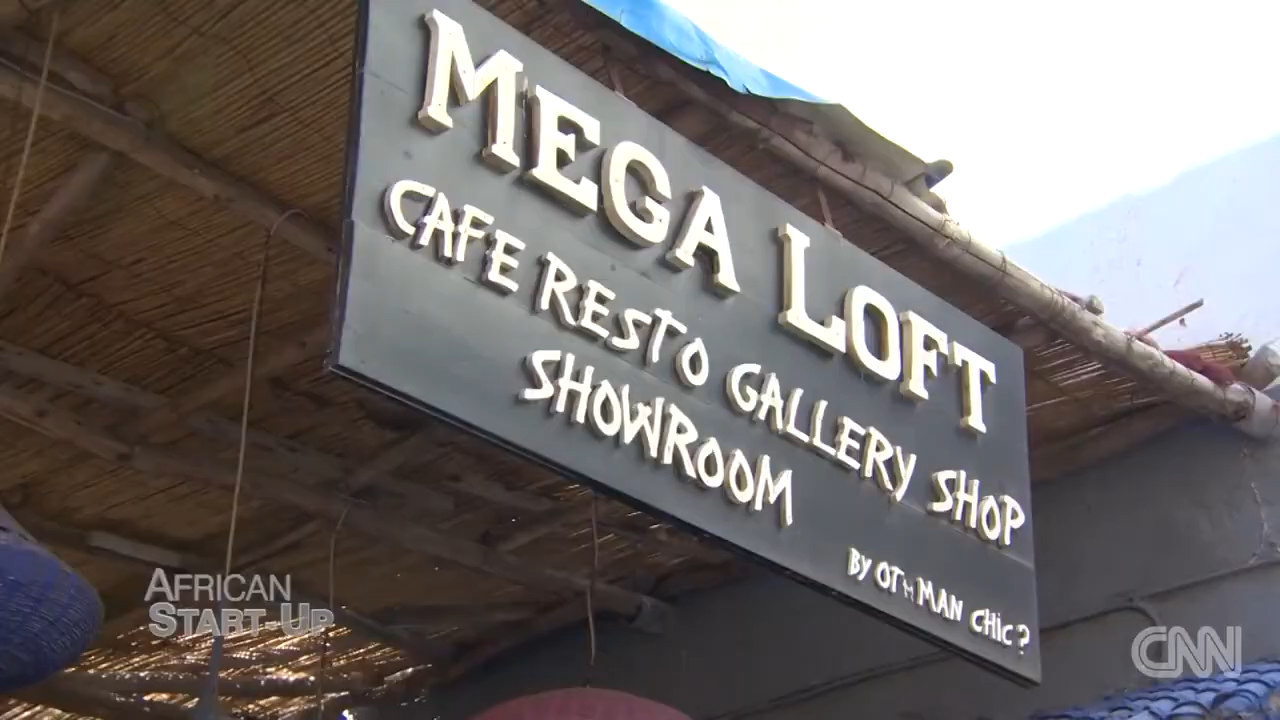 MEGA LOFT
CAFE RESTO GALLERY SHOP
SHOWROOM
By OTHMAN CHIC ?
AFRICAN
START-UP
CNN